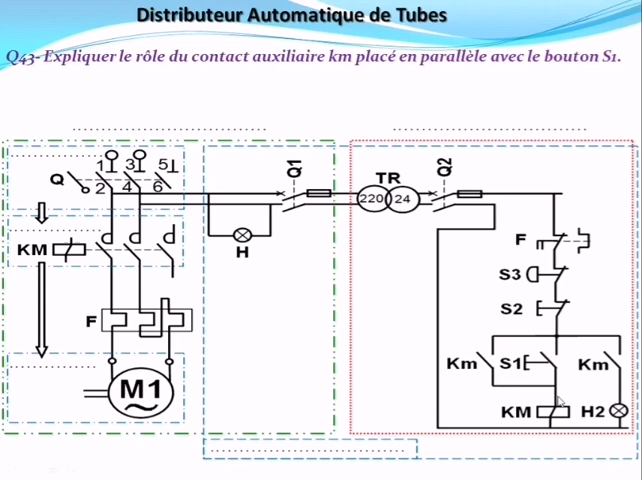 Distributeur Automatique de Tubes
Q43- Expliquer le rôle du contact auxiliaire km placé en parallèle avec le bouton S1.
1 3 5
Q
2 4 6
Q1
TR
Q2
220 24
KM
H
F
S3
S2
F
Km S1 Km
M1
KM H2